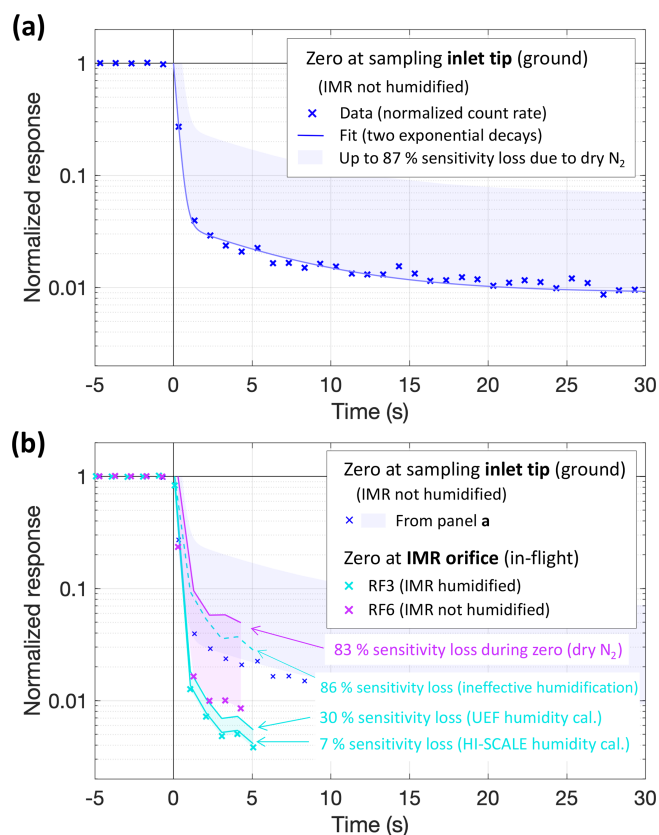 (a)
Zero at sampling inlet tip (ground)
(IMR not humidified)
Data (normalized count rate)
Fit (two exponential decays)
Up to 87 % sensitivity loss due to dry N₂
Normalized response
1
0.1
0.01
-5 0 5 10 15 20 25 30
Time (s)
(b)
Zero at sampling inlet tip (ground)
(IMR not humidified)
From panel a
Zero at IMR orifice (in-flight)
RF3 (IMR humidified)
RF6 (IMR not humidified)
83 % sensitivity loss during zero (dry N₂)
86 % sensitivity loss (ineffective humidification)
30 % sensitivity loss (UEF humidity cal.)
7 % sensitivity loss (HI-SCALE humidity cal.)
Normalized response
1
0.1
0.01
-5 0 5 10 15 20 25 30
Time (s)